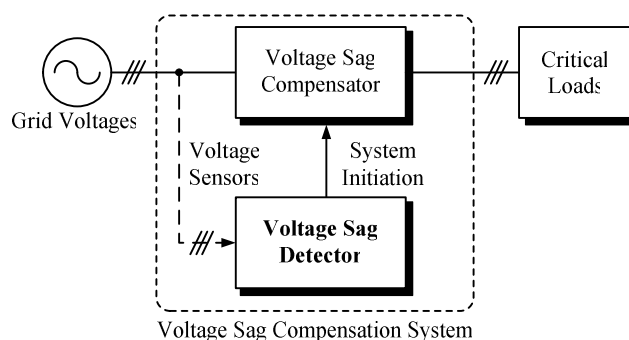 Voltage Sag
Compensator
Critical
Loads
Grid Voltages
Voltage
Sensors
System
Initiation
Voltage Sag
Detector
Voltage Sag Compensation System